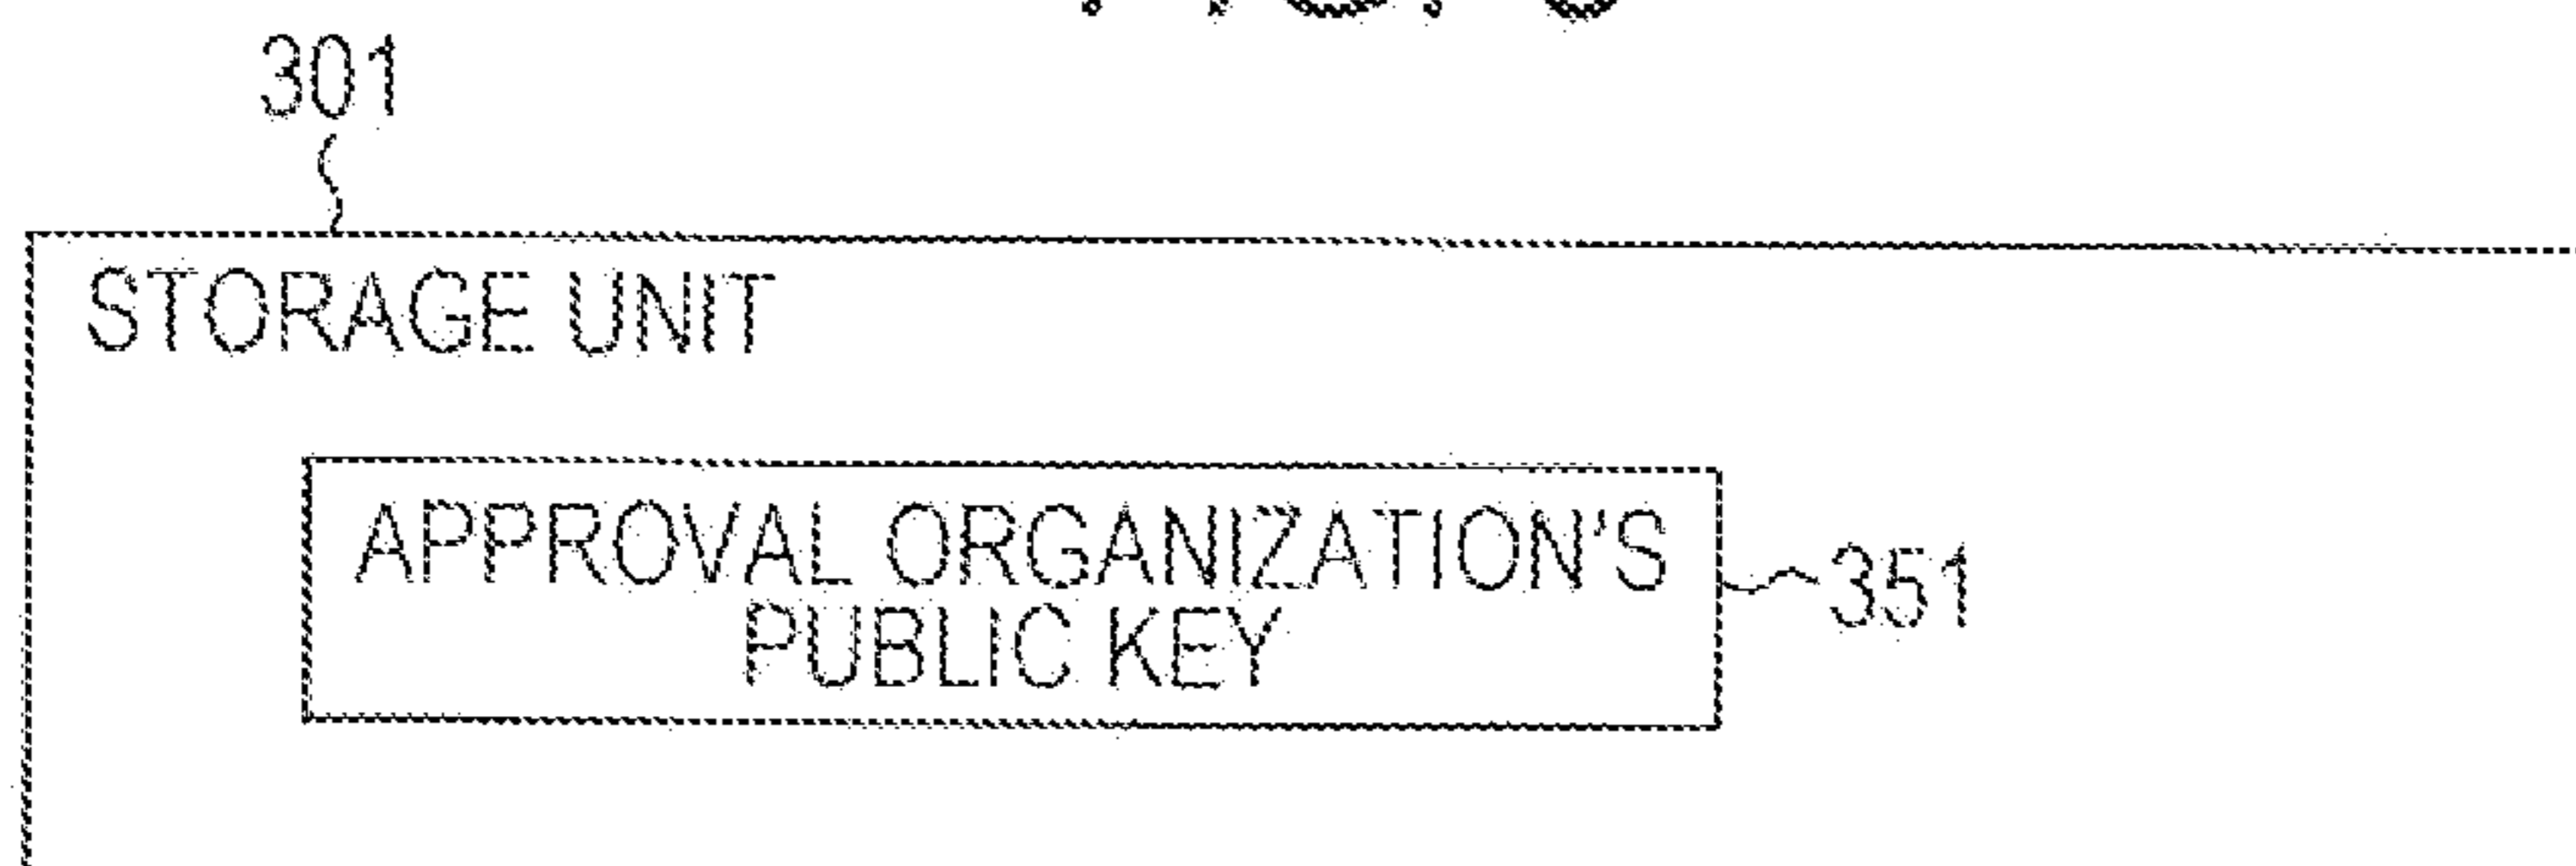 301
STORAGE UNIT
APPROVAL ORGANIZATION'S
PUBLIC KEY
351